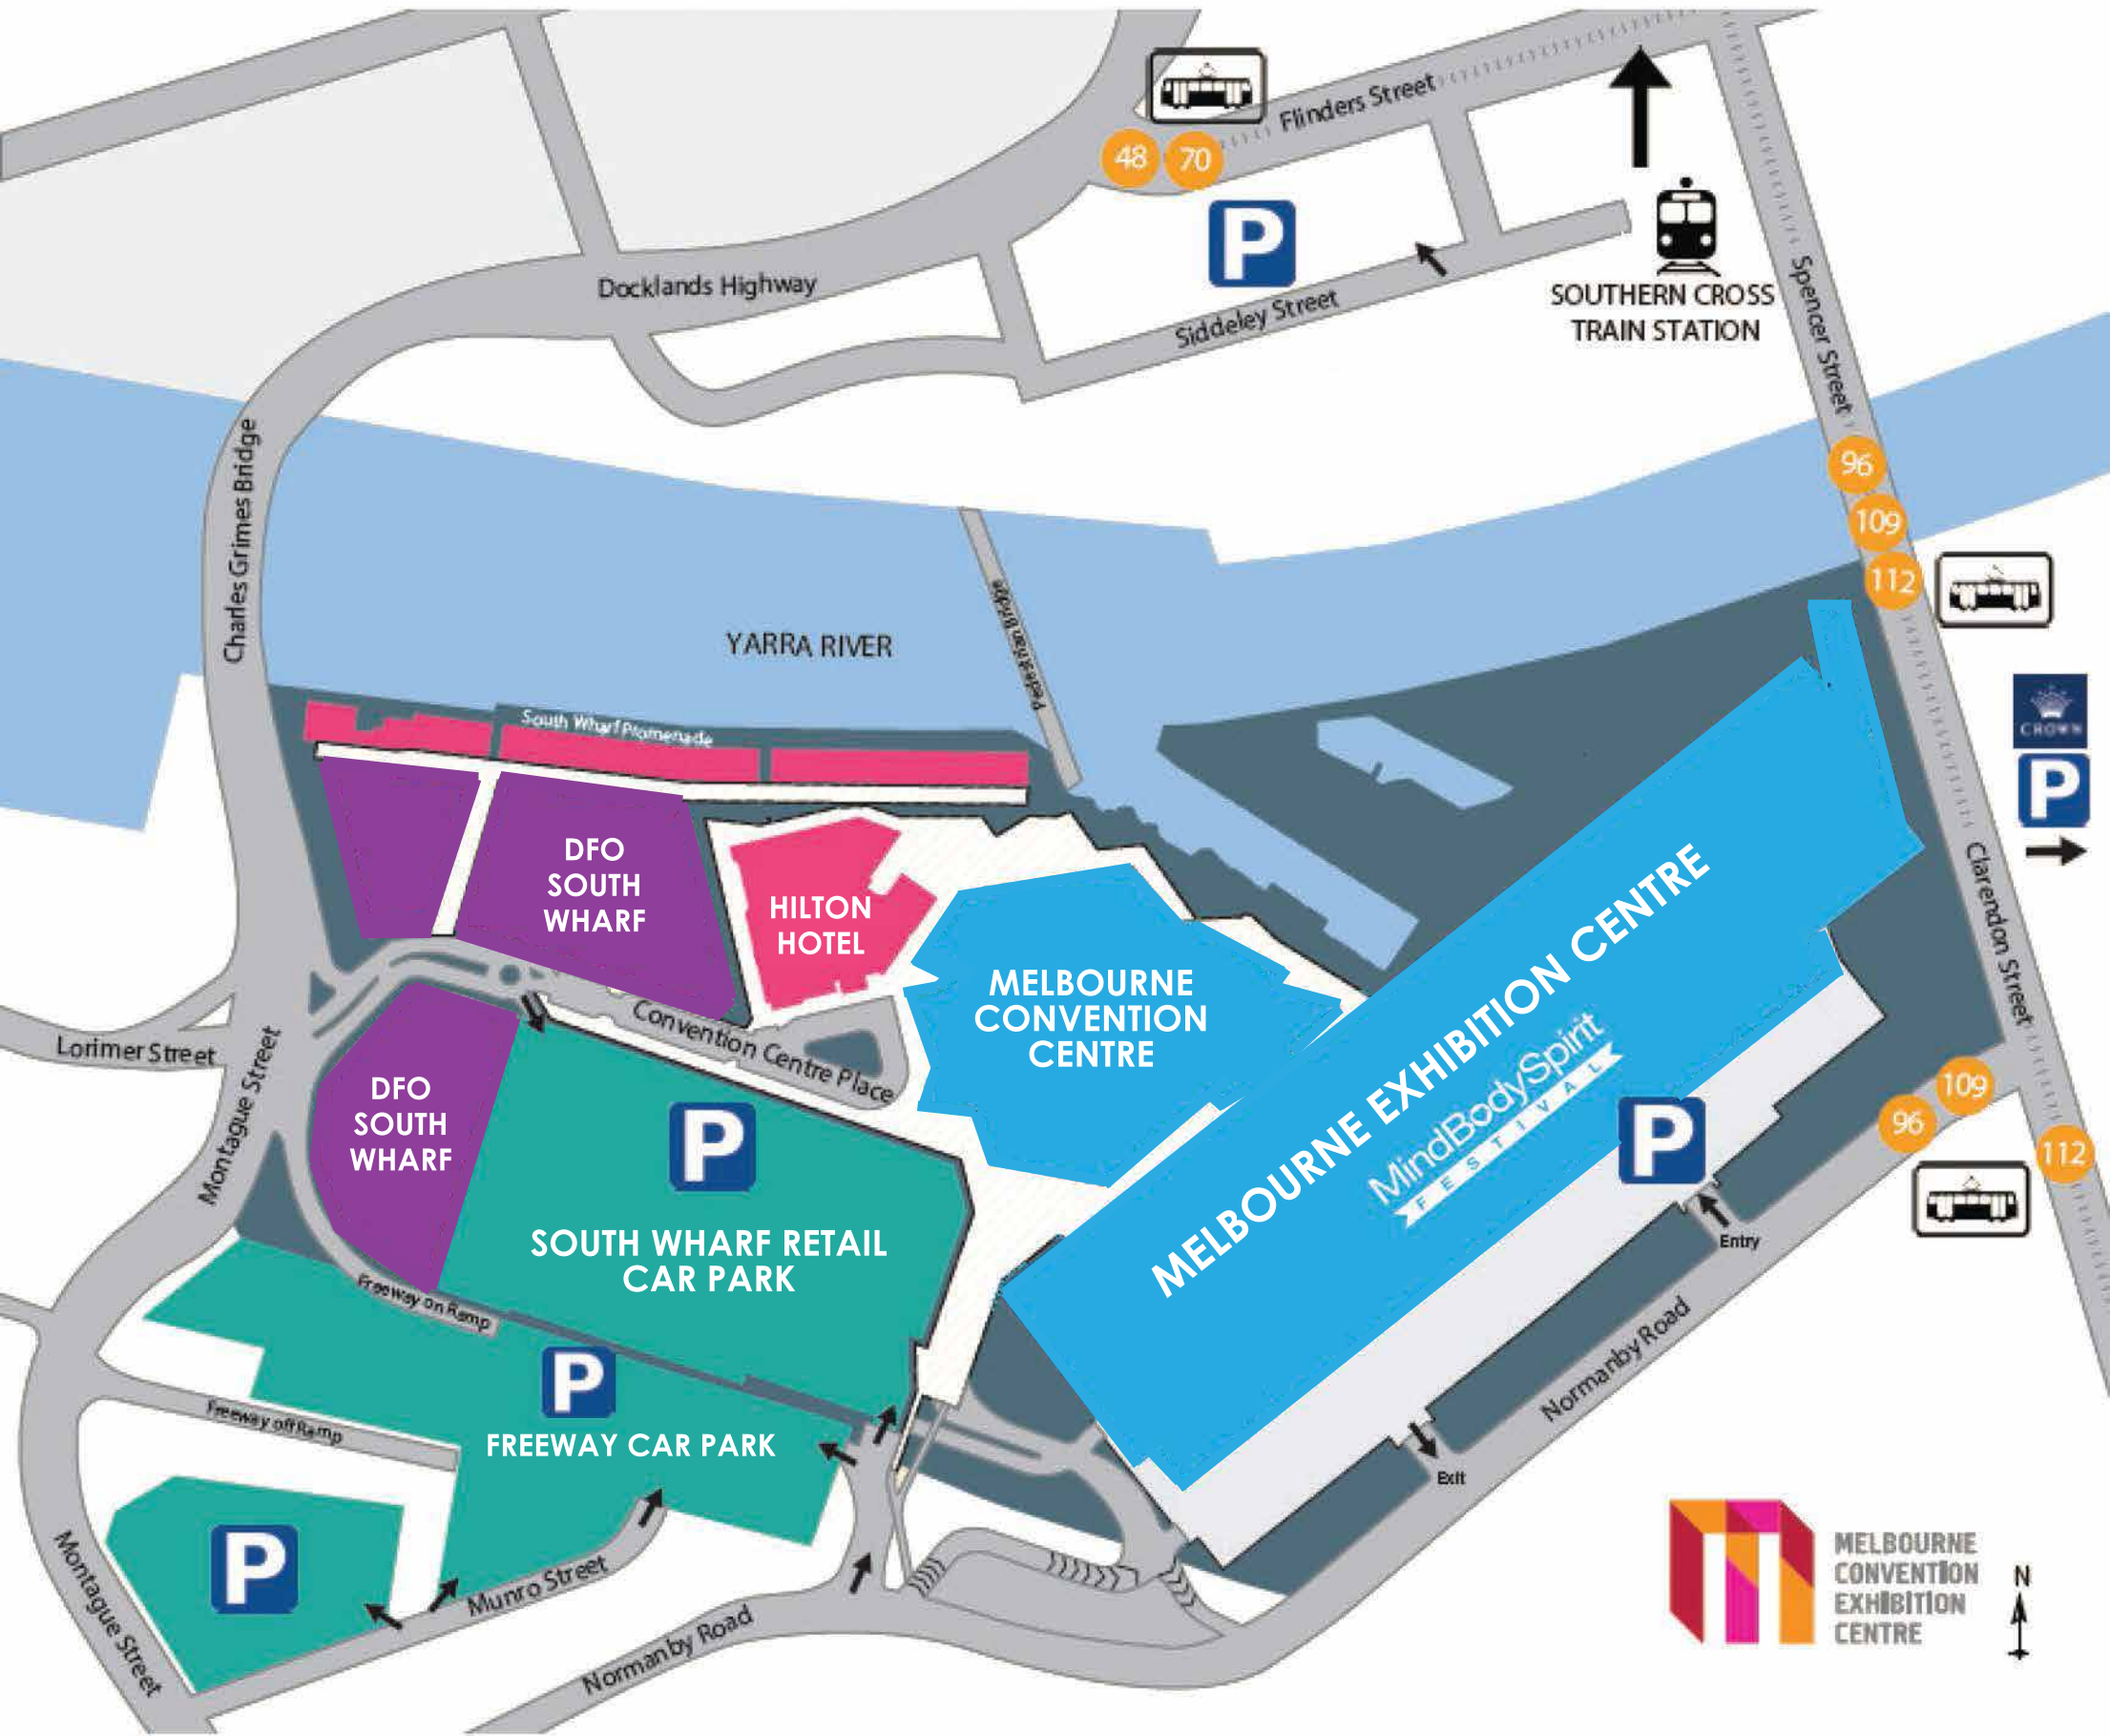 Flinders Street
48
70
P
Siddeley Street
Docklands Highway
SOUTHERN CROSS
TRAIN STATION
Spencer Street
Charles Grimes Bridge
96
109
112
Pedestrian Bridge
YARRA RIVER
CROWN
P
South Wharf Promenade
DFO
SOUTH
WHARF
HILTON
HOTEL
MELBOURNE
CONVENTION
CENTRE
MELBOURNE EXHIBITION CENTRE
MindBodySpirit
FESTIVAL
Clarendon Street
Convention Centre Place
Lorimer Street
Montague Street
DFO
SOUTH
WHARF
P
SOUTH WHARF RETAIL
CAR PARK
P
109
96
112
Entry
Normanby Road
Exit
Freeway on Ramp
P
FREEWAY CAR PARK
Freeway off Ramp
P
Munro Street
Montague Street
Normanby Road
MELBOURNE
CONVENTION
EXHIBITION
CENTRE
N